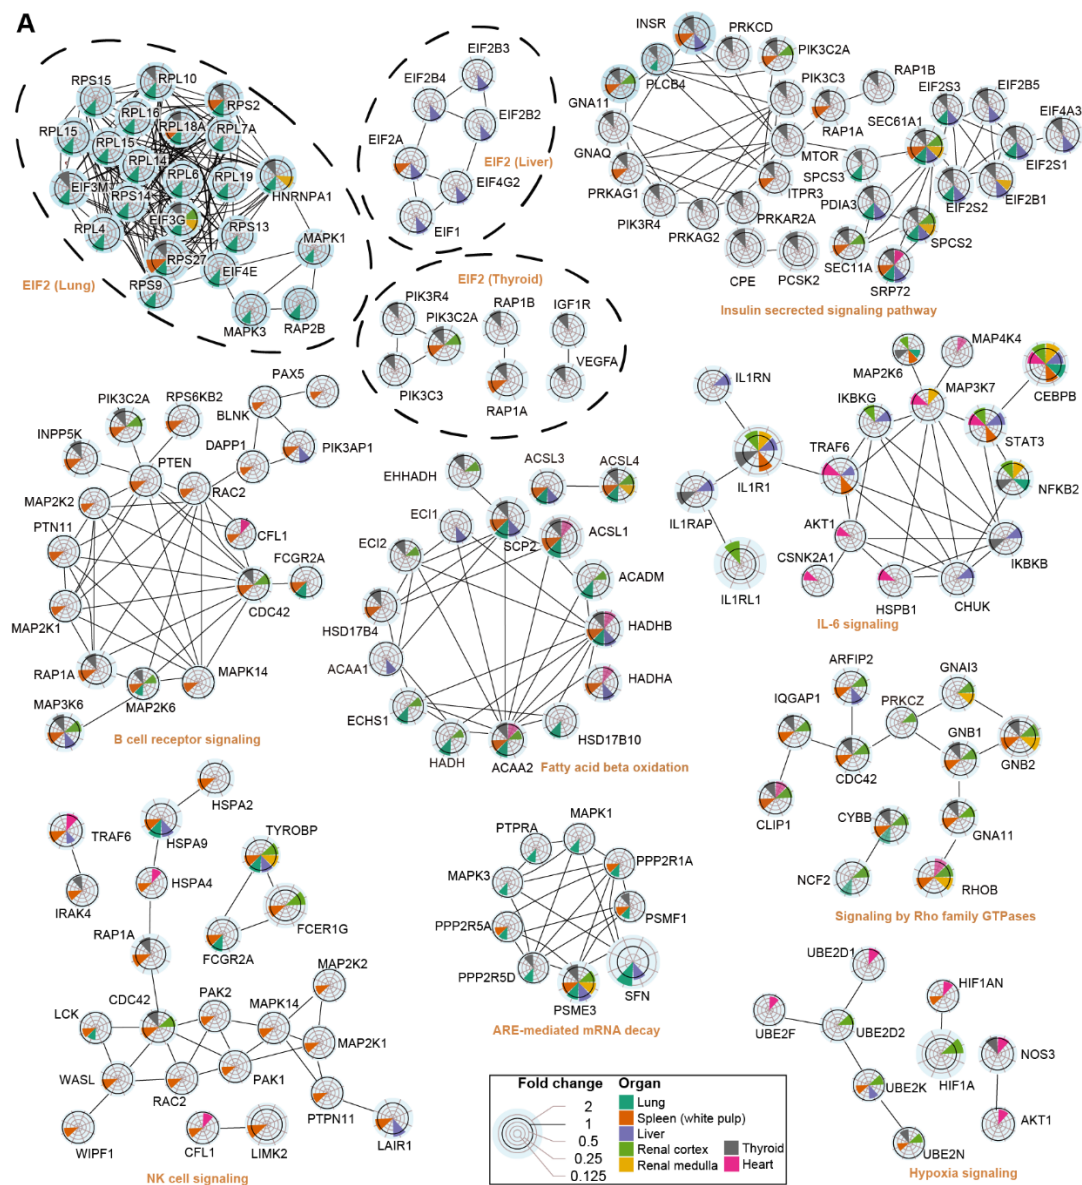 A
RPS15
RPL10
RPS2
RPL16
RPL15
RPL18A
RPL7A
RPL15
RPL14
RPL6
RPL19
EIF3M
RPS14
HNRNPA1
EIF3G
RPL4
RPS13
MAPK1
RPS27
EIF4E
RPS9
MAPK3
RAP2B
EIF2 (Lung)
EIF2B3
EIF2B4
EIF2B2
EIF2A
EIF2 (Liver)
EIF4G2
EIF1
EIF2 (Thyroid)
PIK3R4
PIK3C2A
RAP1B
IGF1R
PIK3C3
RAP1A
VEGFA
INSR
PRKCD
PIK3C2A
PLCB4
PIK3C3
RAP1B
GNA11
RAP1A
EIF2S3
EIF2B5
SEC61A1
EIF4A3
GNAQ
MTOR
SPCS3
EIF2S1
PRKAG1
ITPR3
PDIA3
EIF2S2
EIF2B1
PIK3R4
PRKAG2
PRKAR2A
SPCS2
CPE
PCSK2
SEC11A
SRP72
Insulin secrected signaling pathway
PAX5
PIK3C2A
RPS6KB2
BLNK
INPP5K
DAPP1
PIK3AP1
PTEN
RAC2
MAP2K2
PTN11
CFL1
FCGR2A
CDC42
MAP2K1
RAP1A
MAPK14
MAP3K6
MAP2K6
B cell receptor signaling
EHHADH
ACSL3
ACSL4
ECI1
SCP2
ACSL1
ECI2
ACADM
HSD17B4
HADHB
ACAA1
HADHA
ECHS1
HSD17B10
HADH
ACAA2
Fatty acid beta oxidation
MAP4K4
MAP2K6
MAP3K7
CEBPB
IL1RN
IKBKG
STAT3
TRAF6
IL1R1
NFKB2
IL1RAP
AKT1
IKBKB
CSNK2A1
IL1RL1
HSPB1
CHUK
IL-6 signaling
ARFIP2
GNAI3
IQGAP1
PRKCZ
GNB1
GNB2
CDC42
CLIP1
CYBB
GNA11
NCF2
RHOB
Signaling by Rho family GTPases
HSPA2
TRAF6
TYROBP
HSPA9
HSPA4
IRAK4
FCER1G
RAP1A
FCGR2A
MAP2K2
CDC42
PAK2
MAPK14
LCK
MAP2K1
WASL
PAK1
RAC2
PTPN11
WIPF1
CFL1
LIMK2
LAIR1
NK cell signaling
MAPK1
PTPRA
PPP2R1A
MAPK3
PSMF1
PPP2R5A
PPP2R5D
SFN
PSME3
ARE-mediated mRNA decay
UBE2D1
HIF1AN
UBE2F
UBE2D2
NOS3
HIF1A
UBE2K
AKT1
UBE2N
Hypoxia signaling
Fold change
2
1
0.5
0.25
0.125
Organ
Lung
Spleen (white pulp)
Liver
Renal cortex
Renal medulla
Thyroid
Heart